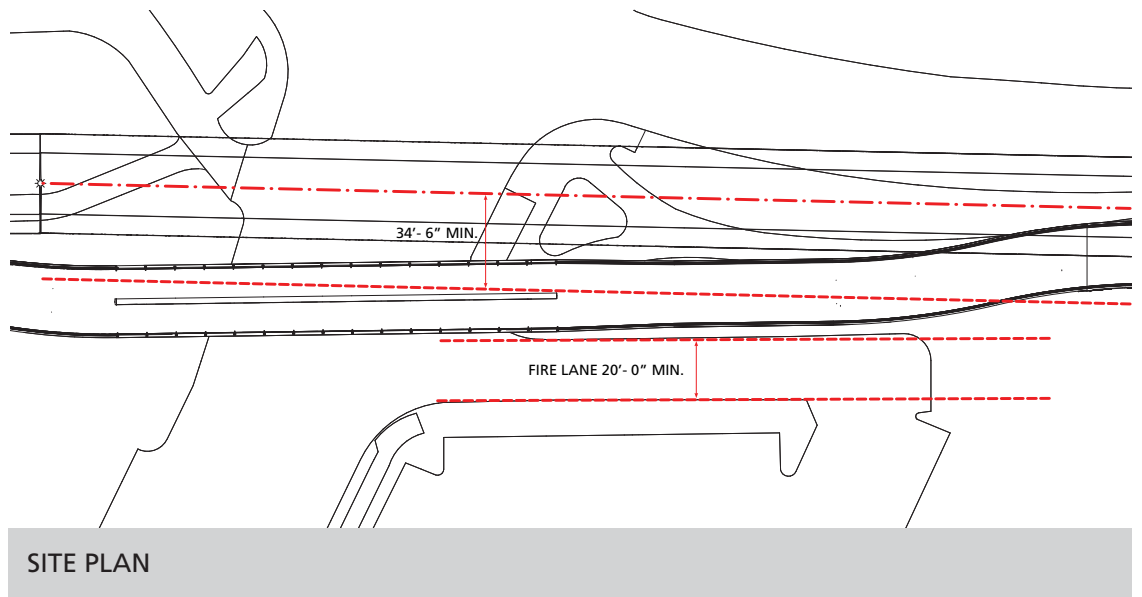 34’- 6” MIN.
FIRE LANE 20’- 0” MIN.
SITE PLAN